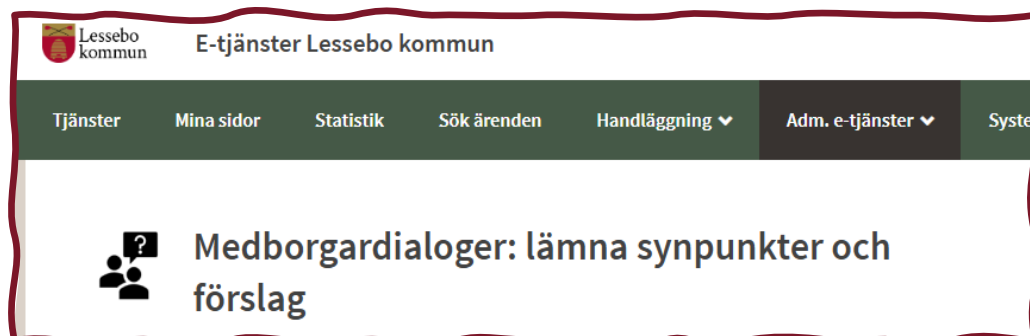 Lessebo
kommun
E-tjänster Lessebo kommun
Tjänster Mina sidor Statistik Sök ärenden Handläggning Adm. e-tjänster Syste
?
Medborgardialoger: lämna synpunkter och
förslag